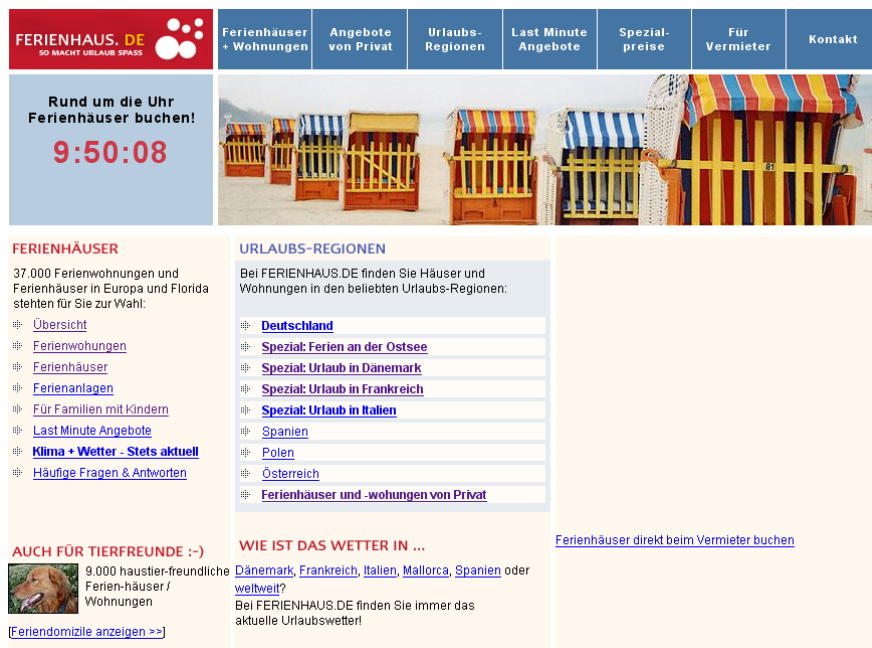 FERIENHAUS. DE
SO MACHT URLAUB SPASS
Ferienhäuser
+ Wohnungen
Angebote
von Privat
Urlaubs-
Regionen
Last Minute
Angebote
Spezial-
preise
Für
Vermieter
Kontakt
Rund um die Uhr
Ferienhäuser buchen!
9:50:08
81
FERIENHÄUSER
37.000 Ferienwohnungen und
Ferienhäuser in Europa und Florida
stehten für Sie zur Wahl:
Übersicht
Ferienwohungen
Ferienhäuser
Ferienanlagen
Für Familien mit Kindern
Last Minute Angebote
Klima + Wetter - Stets aktuell
Häufige Fragen & Antworten
AUCH FÜR TIERFREUNDE :-)
9.000 haustier-freundliche
Ferien-häuser /
Wohnungen
[Feriendomizile anzeigen >>]
URLAUBS-REGIONEN
Bei FERIENHAUS.DE finden Sie Häuser und
Wohnungen in den beliebten Urlaubs-Regionen:
Deutschland
Spezial: Ferien an der Ostsee
Spezial: Urlaub in Dänemark
Spezial: Urlaub in Frankreich
Spezial: Urlaub in Italien
Spanien
Polen
Österreich
Ferienhäuser und -wohungen von Privat
WIE IST DAS WETTER IN ...
Dänemark, Frankreich, Italien, Mallorca, Spanien oder
weltweit?
Bei FERIENHAUS.DE finden Sie immer das
aktuelle Urlaubswetter!
Ferienhäuser direkt beim Vermieter buchen